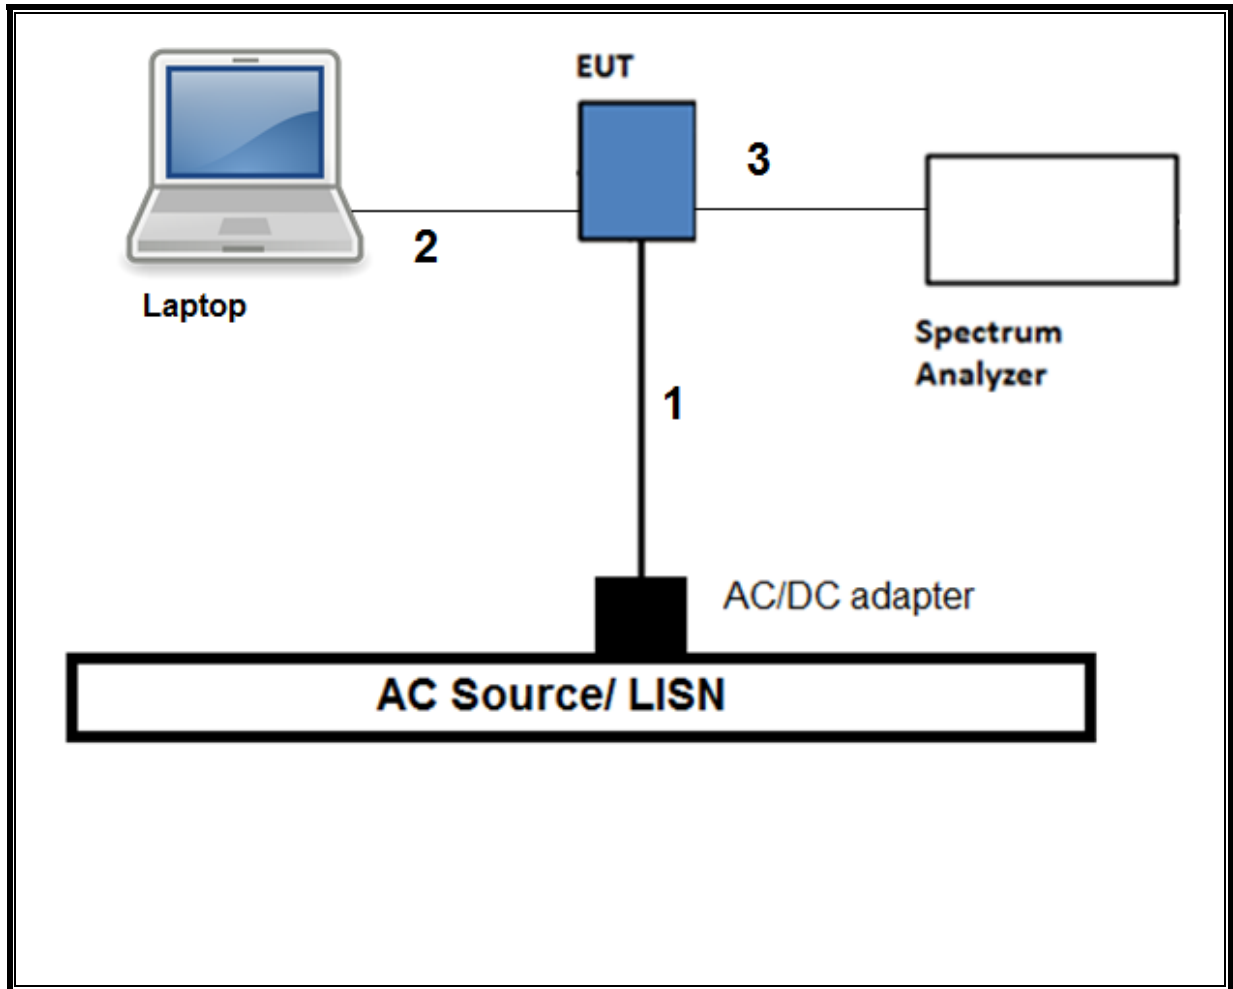 EUT
3
2
Laptop
Spectrum
Analyzer
1
AC/DC adapter
AC Source/ LISN